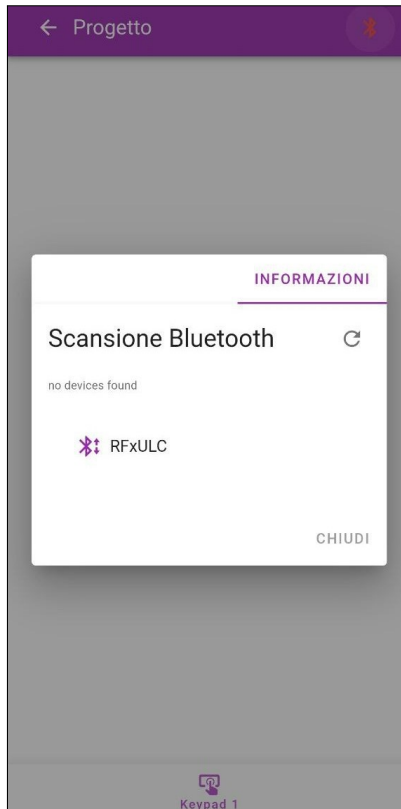 Progetto
INFORMAZIONI
Scansione Bluetooth
no devices found
RFxULC
CHIUDI
Keypad 1